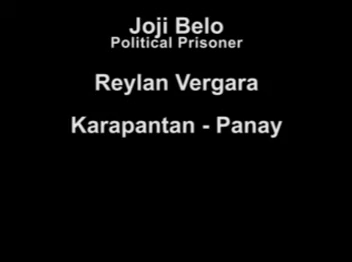 Joji Belo
Political Prisoner
Reylan Vergara
Karapantan - Panay